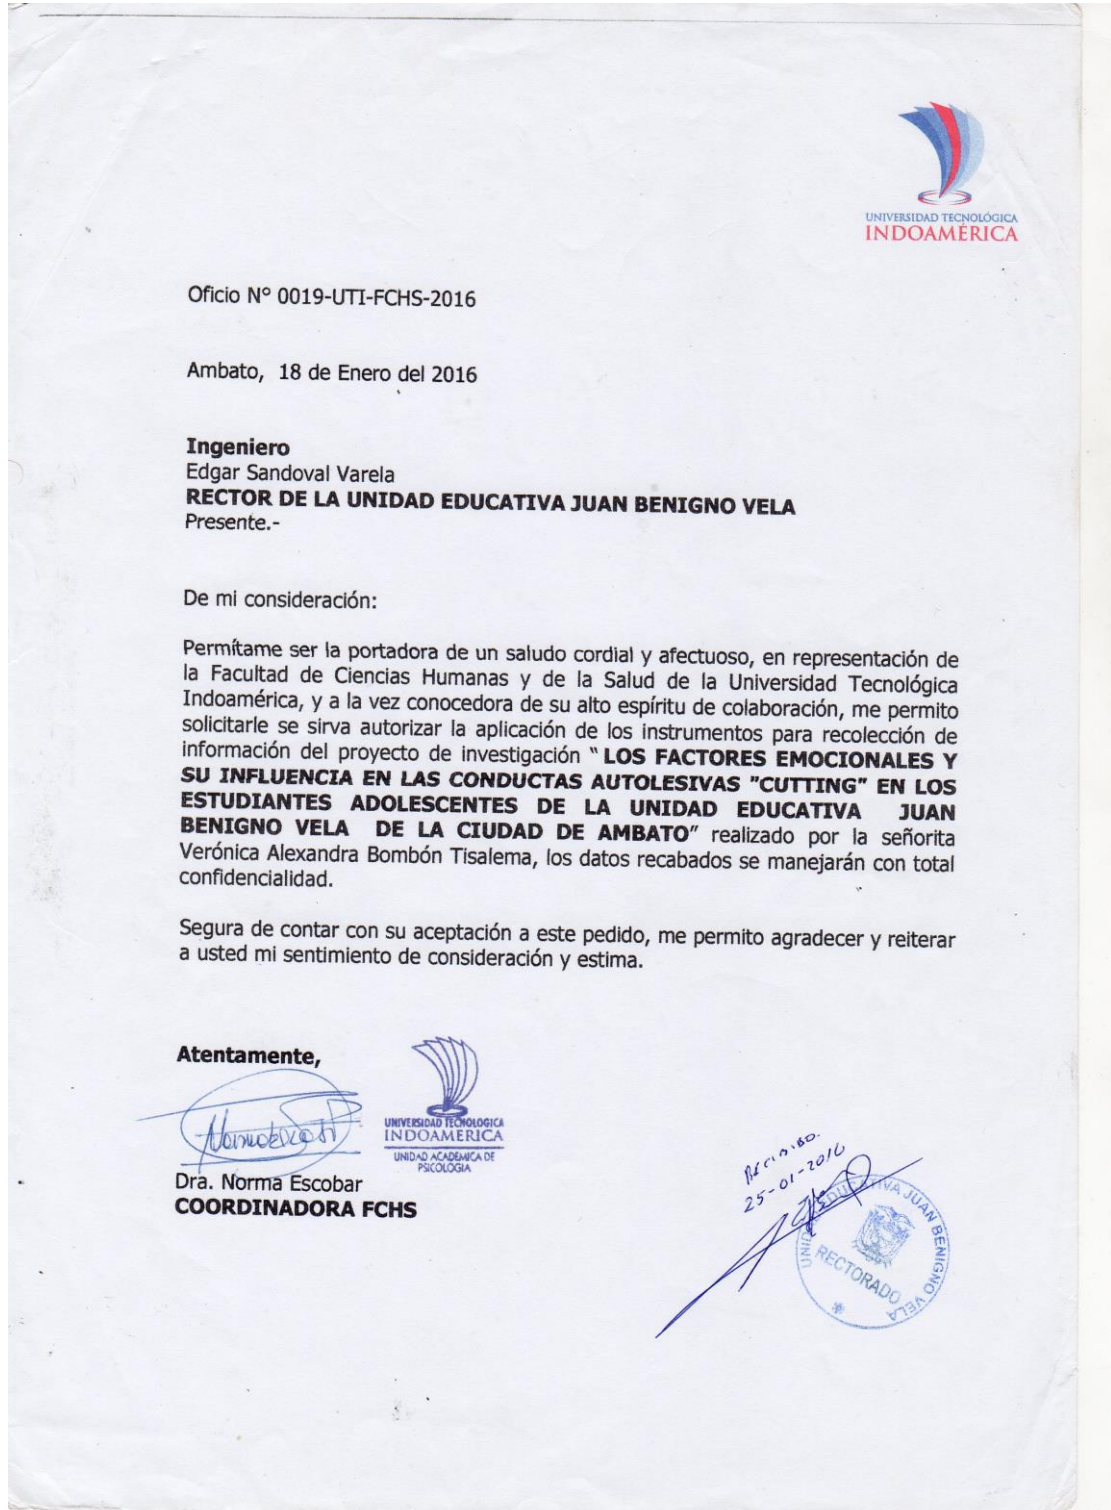 UNIVERSIDAD TECNOLÓGICA
INDOAMÉRICA
Oficio Nº 0019-UTI-FCHS-2016
Ambato, 18 de Enero del 2016
Ingeniero
Edgar Sandoval Varela
RECTOR DE LA UNIDAD EDUCATIVA JUAN BENIGNO VELA
Presente.-
De mi consideración:
Permítame ser la portadora de un saludo cordial y afectuoso, en representación de
la Facultad de Ciencias Humanas y de la Salud de la Universidad Tecnológica
Indoamérica, y a la vez conocedora de su alto espíritu de colaboración, me permito
solicitarle se sirva autorizar la aplicación de los instrumentos para recolección de
información del proyecto de investigación " LOS FACTORES EMOCIONALES Y
SU INFLUENCIA EN LAS CONDUCTAS AUTOLESIVAS "CUTTING" EN LOS
ESTUDIANTES ADOLESCENTES DE LA UNIDAD EDUCATIVA JUAN
BENIGNO VELA DE LA CIUDAD DE AMBATO" realizado por la señorita
Verónica Alexandra Bombón Tisalema, los datos recabados se manejarán con total
confidencialidad.
Segura de contar con su aceptación a este pedido, me permito agradecer y reiterar
a usted mi sentimiento de consideración y estima.
Atentamente,
UNIVERSIDAD TECNOLOGICA
INDOAMERICA
UNIDAD ACADEMICA DE
PSICOLOGIA
Dra. Norma Escobar
COORDINADORA FCHS
RECIBIDO.
25-01-2016
UNIDAD EDUCATIVA JUAN BENIGNO VELA
RECTORADO